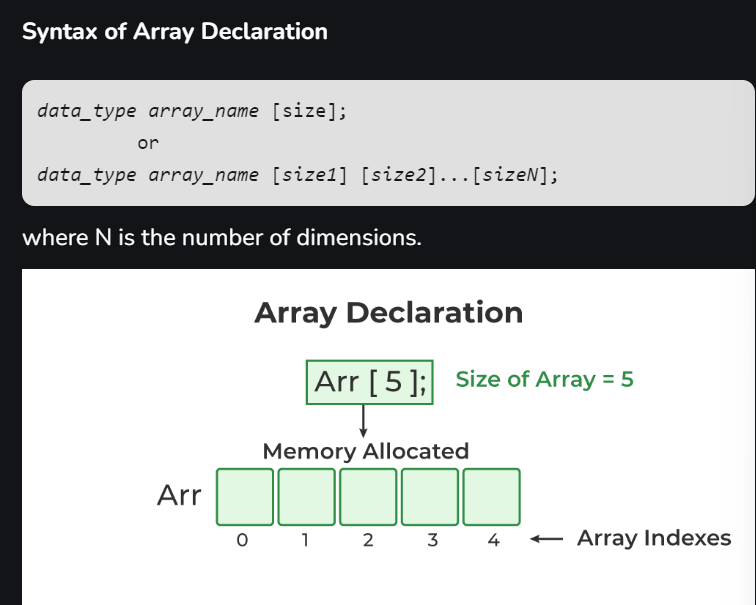 Syntax of Array Declaration
data_type array_name [size];
or
data_type array_name [size1] [size2]...[sizeN];
where N is the number of dimensions.
Array Declaration
Arr [ 5 ]; Size of Array = 5
Memory Allocated
Arr
0 1 2 3 4 Array Indexes